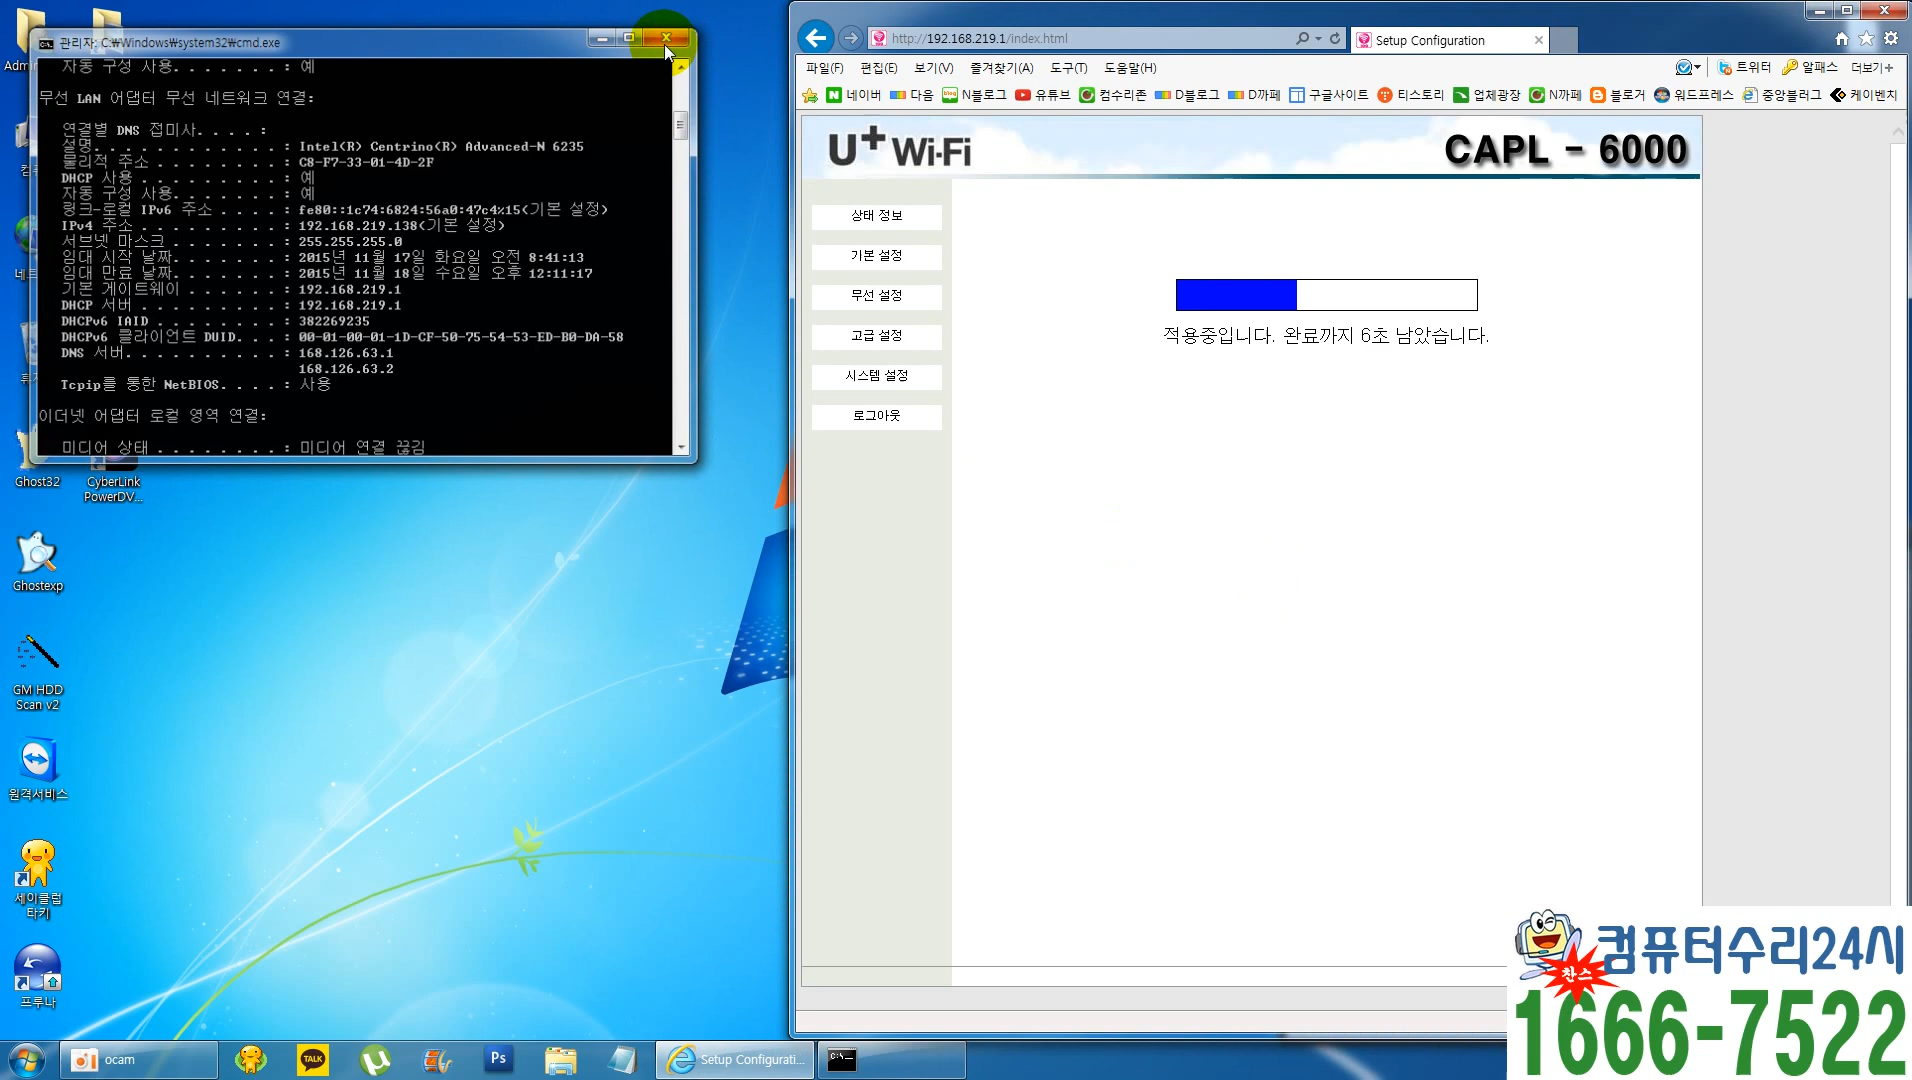 관리자: C:\Windows\system32\cmd.exe
자동 구성 사용. . . . . . . : 예
무선 LAN 어댑터 무선 네트워크 연결:
연결별 DNS 접미사. . . . :
설명. . . . . . . . . . . . : Intel(R) Centrino(R) Advanced-N 6235
물리적 주소 . . . . . . . . : C8-F7-33-01-4D-2F
DHCP 사용 . . . . . . . . . : 예
자동 구성 사용. . . . . . . : 예
링크-로컬 IPv6 주소 . . . . : fe80::1c74:6824:56a0:47c4%15(기본 설정)
IPv4 주소 . . . . . . . . . : 192.168.219.138(기본 설정)
서브넷 마스크 . . . . . . . : 255.255.255.0
임대 시작 날짜. . . . . . . : 2015년 11월 17일 화요일 오전 8:41:13
임대 만료 날짜. . . . . . . : 2015년 11월 18일 수요일 오후 12:11:17
기본 게이트웨이 . . . . . . : 192.168.219.1
DHCP 서버 . . . . . . . . . : 192.168.219.1
DHCPv6 IAID . . . . . . . . : 382269235
DHCPv6 클라이언트 DUID. . . : 00-01-00-01-1D-CF-50-75-54-53-ED-B0-DA-58
DNS 서버. . . . . . . . . . : 168.126.63.1
168.126.63.2
Tcpip를 통한 NetBIOS. . . . : 사용
이더넷 어댑터 로컬 영역 연결:
미디어 상태 . . . . . . . . : 미디어 연결 끊김
Ghost32
CyberLink PowerDV...
Ghostexp
GM HDD
Scan v2
원격서비스
세이클럽
타키
프루나
http://192.168.219.1/index.html
Setup Configuration
파일(F) 편집(E) 보기(V) 즐겨찾기(A) 도구(T) 도움말(H)
트위터 알패스 더보기+
네이버 다음 N블로그 유튜브 컴수리존 D블로그 D까페 구글사이트 티스토리 업체광장 N까페 블로거 워드프레스 중앙블러그 케이벤치
U+ Wi-Fi
CAPL - 6000
상태 정보
기본 설정
무선 설정
고급 설정
시스템 설정
로그아웃
적용중입니다. 완료까지 6초 남았습니다.
찬스
컴퓨터수리24시
1666-7522
ocam
TALK
Ps
Setup Configurati...